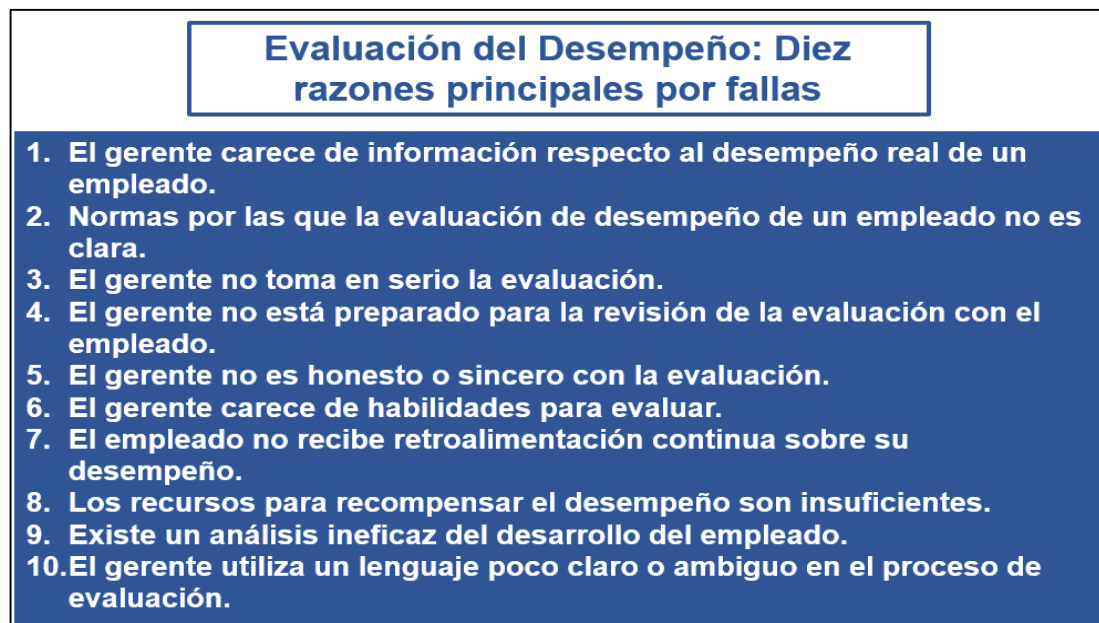 Evaluación del Desempeño: Diez
razones principales por fallas
1. El gerente carece de información respecto al desempeño real de un
empleado.
2. Normas por las que la evaluación de desempeño de un empleado no es
clara.
3. El gerente no toma en serio la evaluación.
4. El gerente no está preparado para la revisión de la evaluación con el
empleado.
5. El gerente no es honesto o sincero con la evaluación.
6. El gerente carece de habilidades para evaluar.
7. El empleado no recibe retroalimentación continua sobre su
desempeño.
8. Los recursos para recompensar el desempeño son insuficientes.
9. Existe un análisis ineficaz del desarrollo del empleado.
10.El gerente utiliza un lenguaje poco claro o ambiguo en el proceso de
evaluación.